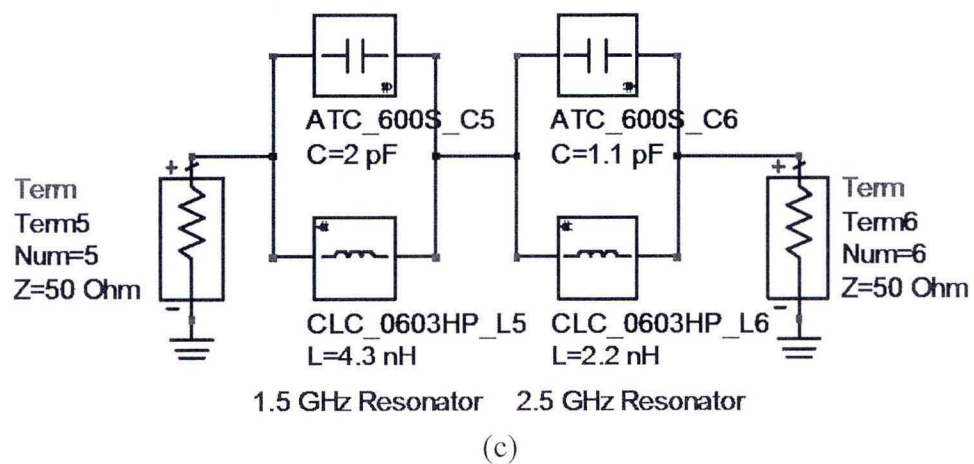 ATC_600S_C5
C=2 pF
ATC_600S_C6
C=1.1 pF
+
Term
Term5
Num=5
Z=50 Ohm
-
+
Term
Term6
Num=6
Z=50 Ohm
-
CLC_0603HP_L5
L=4.3 nH
CLC_0603HP_L6
L=2.2 nH
1.5 GHz Resonator
2.5 GHz Resonator
(c)